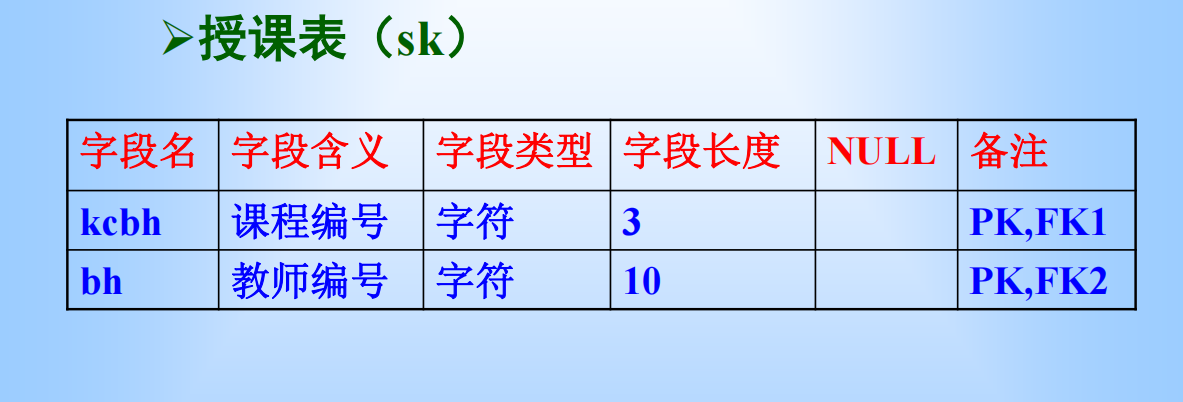 ➢授课表（sk）
字段名 字段含义 字段类型 字段长度 NULL 备注
kcbh 课程编号 字符 3 PK,FK1
bh 教师编号 字符 10 PK,FK2